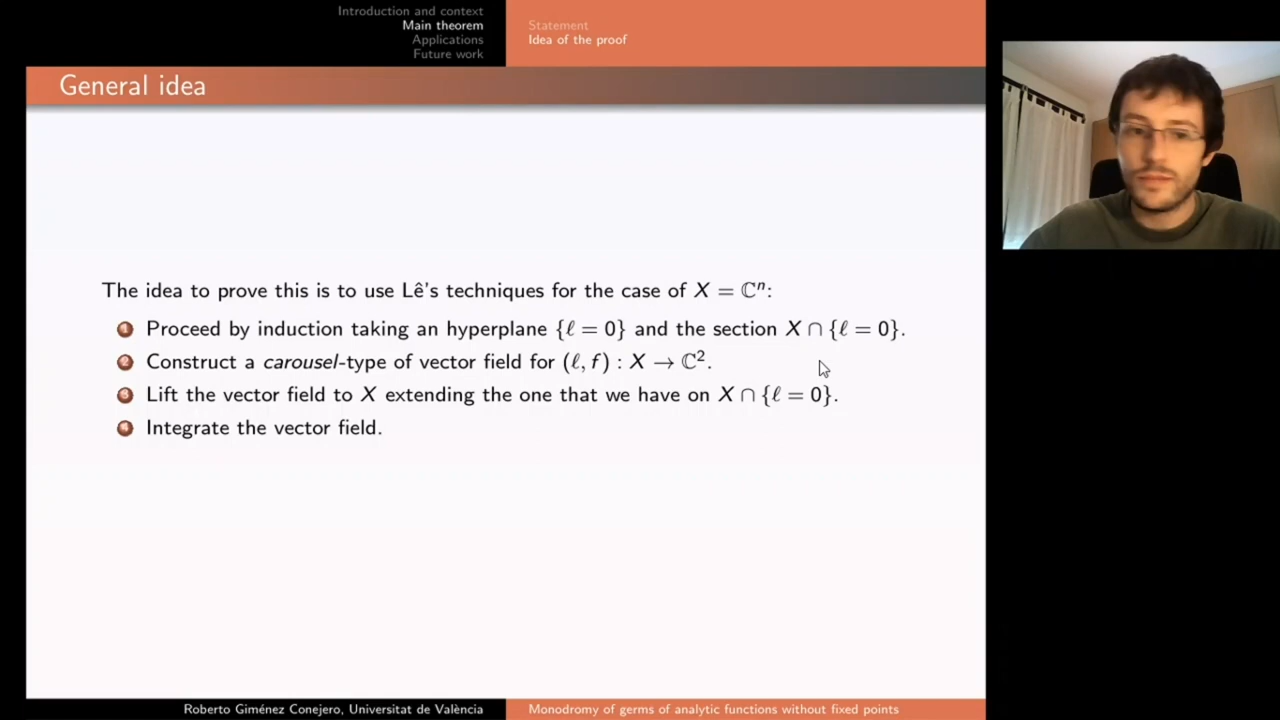 Introduction and context
Main theorem
Applications
Future work
Statement
Idea of the proof
General idea
The idea to prove this is to use Lê's techniques for the case of X = ℂⁿ:
1 Proceed by induction taking an hyperplane {ℓ = 0} and the section X ∩ {ℓ = 0}.
2 Construct a carousel-type of vector field for (ℓ, f) : X → ℂ².
3 Lift the vector field to X extending the one that we have on X ∩ {ℓ = 0}.
4 Integrate the vector field.
Roberto Giménez Conejero, Universitat de València
Monodromy of germs of analytic functions without fixed points